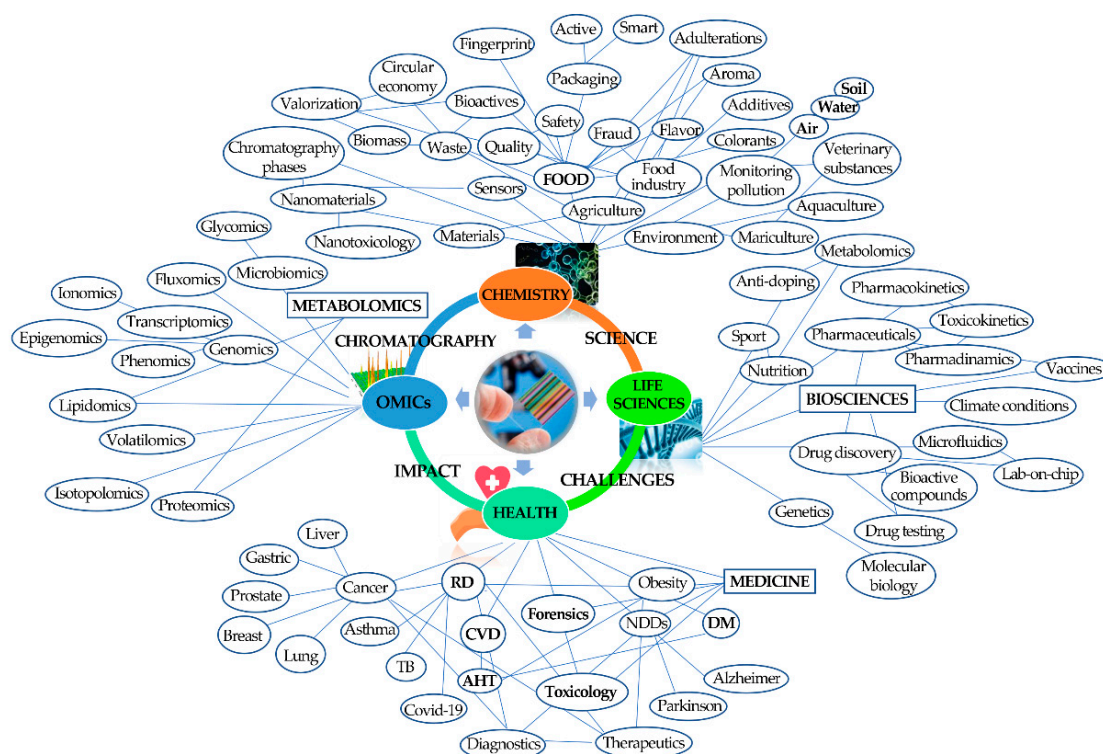 Active
Smart
Fingerprint
Adulterations
Circular
economy
Packaging
Aroma
Soil
Valorization
Bioactives
Additives
Water
Safety
Fraud
Flavor
Air
Biomass
Waste
Quality
Colorants
Veterinary
substances
Chromatography
phases
FOOD
Food
industry
Monitoring
pollution
Sensors
Nanomaterials
Agriculture
Aquaculture
Glycomics
Nanotoxicology
Materials
Environment
Mariculture
Metabolomics
Microbiomics
Fluxomics
Anti-doping
Pharmacokinetics
Ionomics
METABOLOMICS
CHEMISTRY
Transcriptomics
Toxicokinetics
Epigenomics
CHROMATOGRAPHY
SCIENCE
Sport
Pharmaceuticals
Genomics
Phenomics
Pharmadinamics
Nutrition
Vaccines
Lipidomics
OMICs
LIFE
SCIENCES
BIOSCIENCES
Climate conditions
Volatilomics
Microfluidics
Drug discovery
IMPACT
CHALLENGES
Lab-on-chip
Bioactive
compounds
Isotopolomics
Proteomics
HEALTH
Genetics
Drug testing
Liver
Molecular
biology
Gastric
Cancer
RD
Obesity
MEDICINE
Prostate
Forensics
Breast
Asthma
CVD
NDDs
DM
Lung
TB
AHT
Toxicology
Alzheimer
Covid-19
Parkinson
Diagnostics
Therapeutics